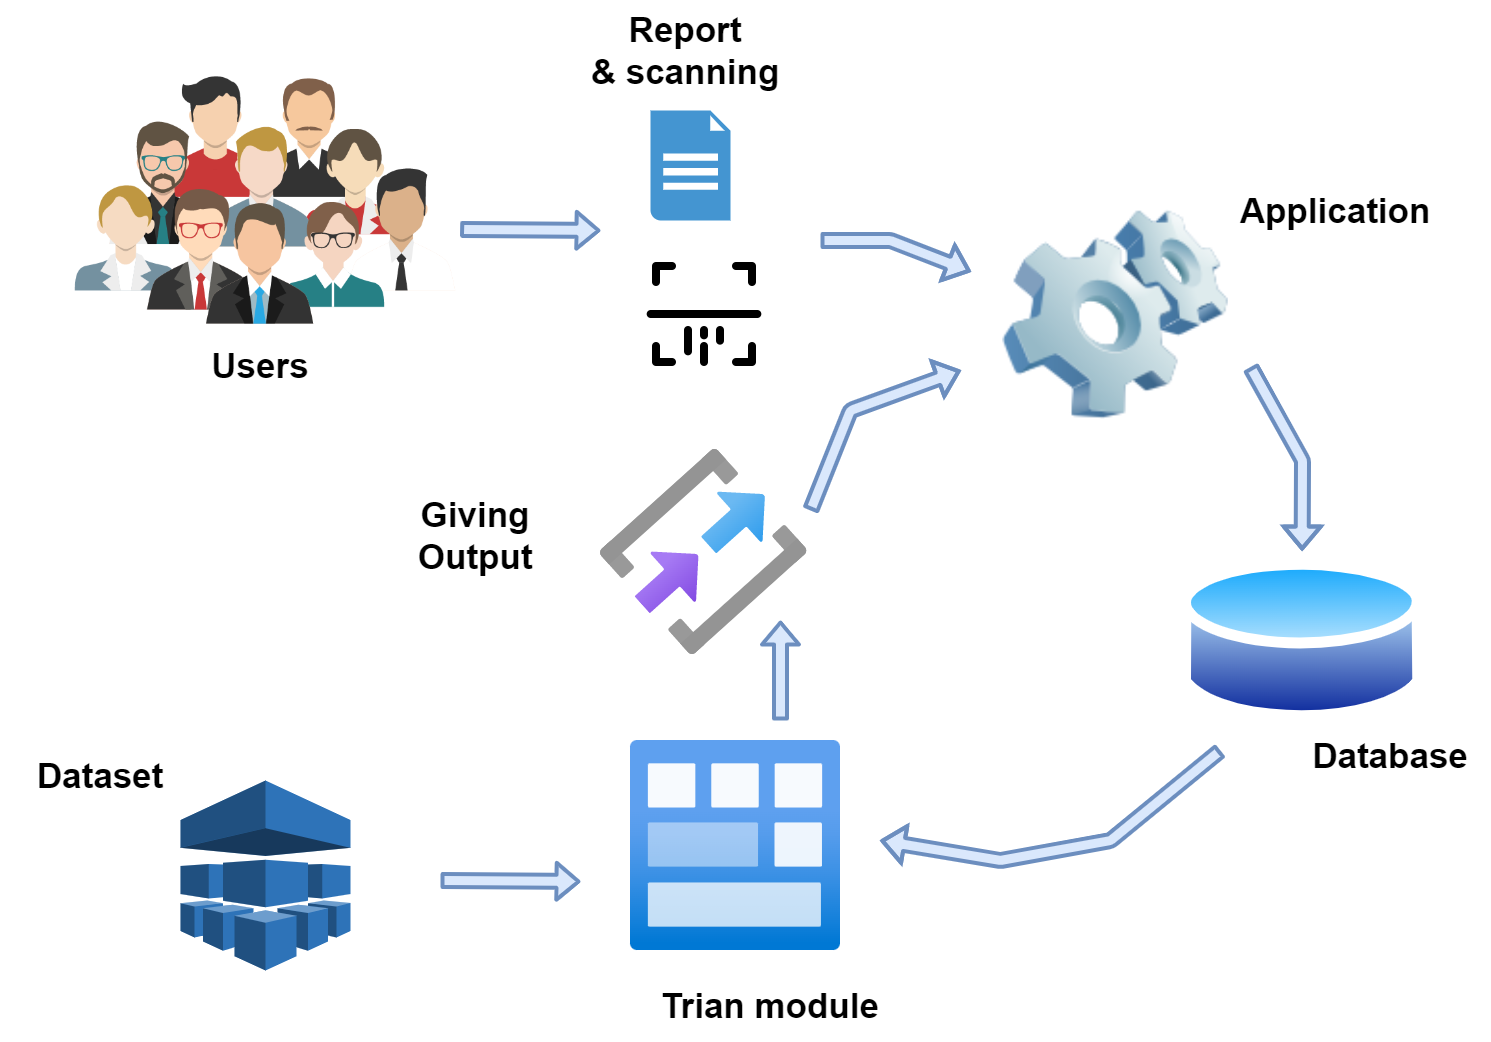 Report
& scanning
Application
Users
Giving
Output
Database
Dataset
Trian module